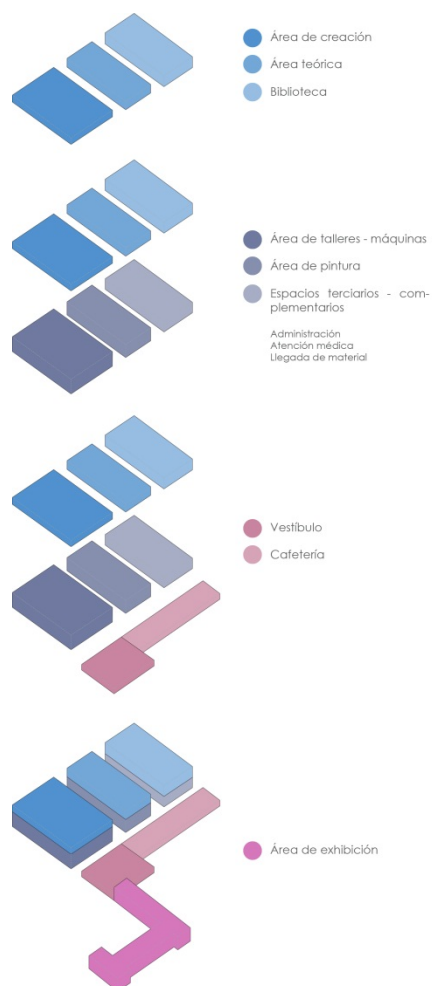 Área de creación
Área teórica
Biblioteca
Área de talleres - máquinas
Área de pintura
Espacios terciarios - com-
plementarios
Administración
Atención médica
Llegada de material
Vestíbulo
Cafetería
Área de exhibición